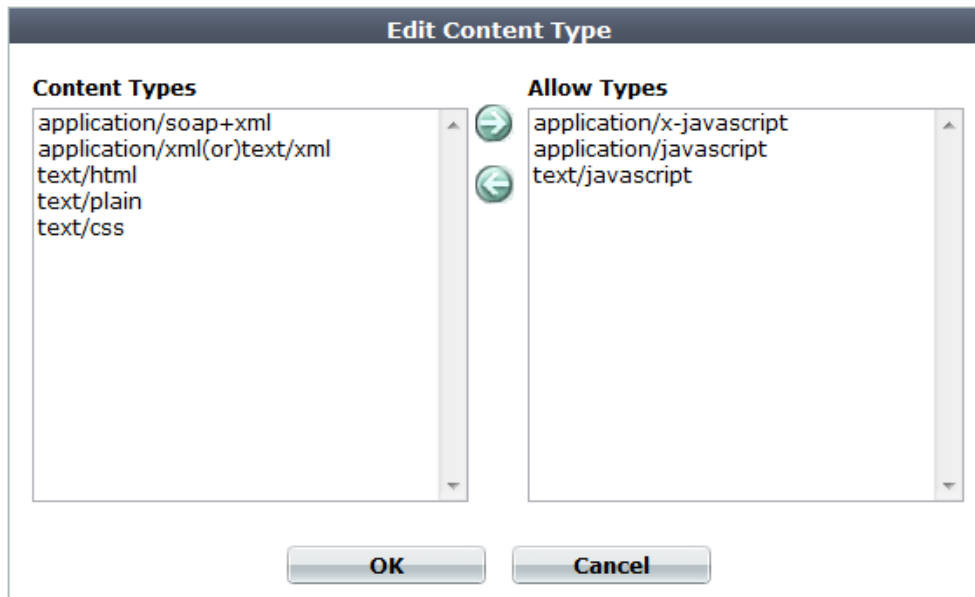 Edit Content Type
Content Types
application/soap+xml
application/xml(or)text/xml
text/html
text/plain
text/css
Allow Types
application/x-javascript
application/javascript
text/javascript
OK
Cancel